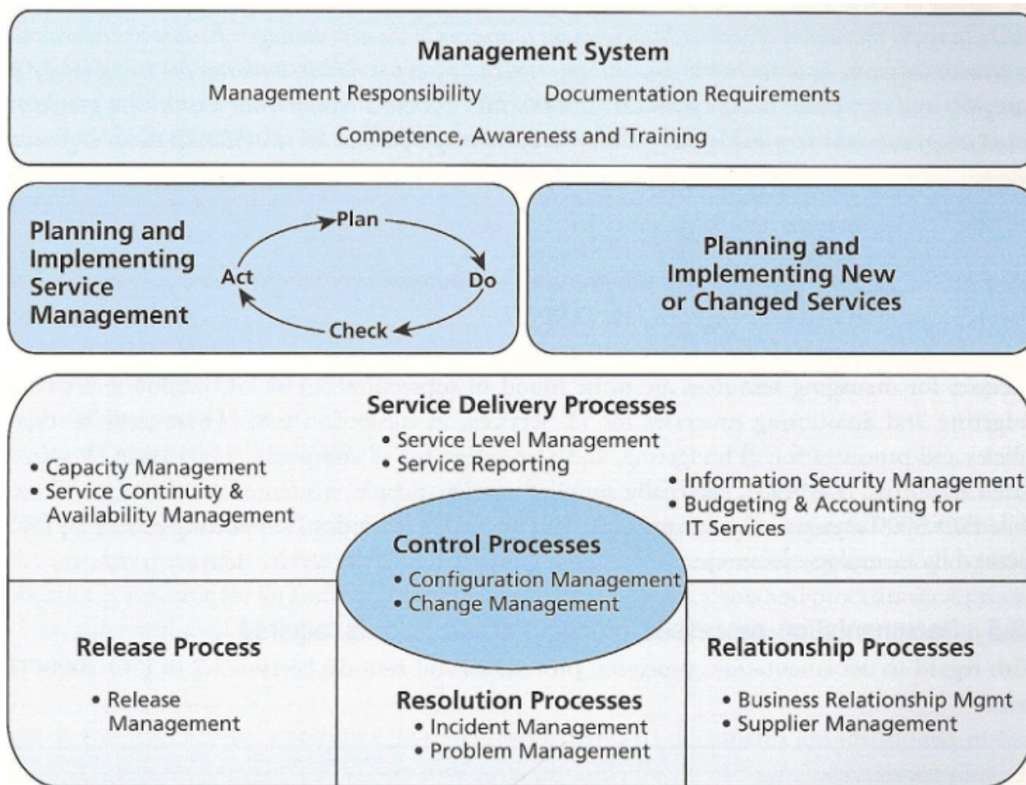 Management System
Management Responsibility
Documentation Requirements
Competence, Awareness and Training
Planning and
Implementing
Service
Management
Plan
Do
Check
Act
Planning and
Implementing New
or Changed Services
Service Delivery Processes
• Service Level Management
• Service Reporting
• Capacity Management
• Service Continuity &
Availability Management
• Information Security Management
• Budgeting & Accounting for
IT Services
Control Processes
• Configuration Management
• Change Management
Release Process
• Release
Management
Resolution Processes
• Incident Management
• Problem Management
Relationship Processes
• Business Relationship Mgmt
• Supplier Management